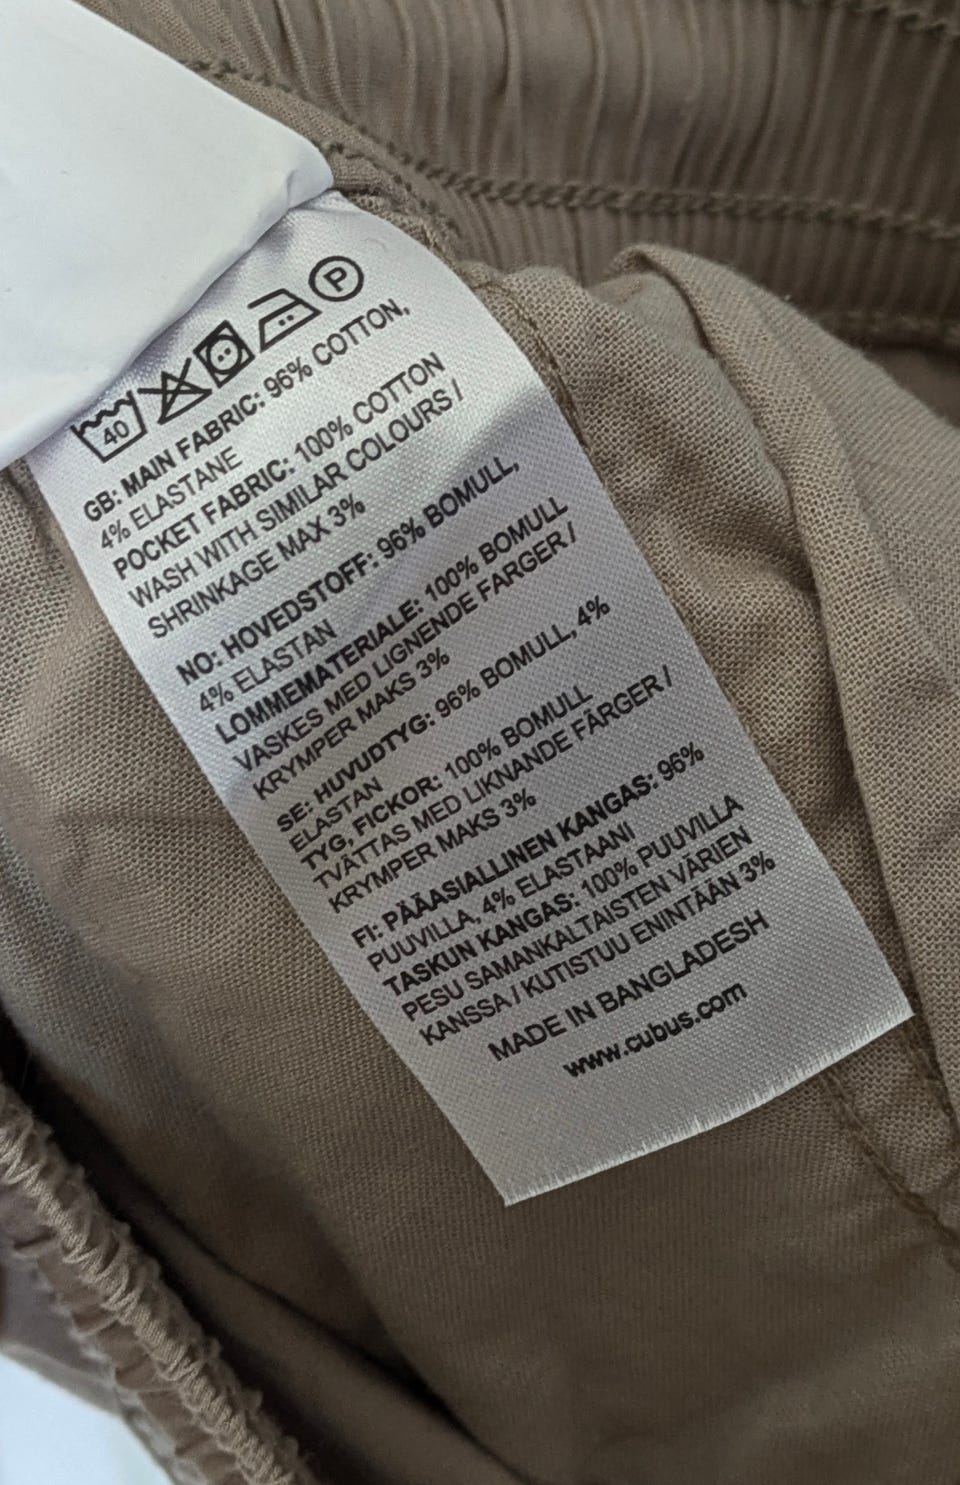 40 P
GB: MAIN FABRIC: 96% COTTON,
4% ELASTANE
POCKET FABRIC: 100% COTTON
WASH WITH SIMILAR COLOURS /
SHRINKAGE MAX 3%
NO: HOVEDSTOFF: 96% BOMULL,
4% ELASTAN
LOMMEMATERIALE: 100% BOMULL
VASKES MED LIGNENDE FARGER /
KRYMPER MAKS 3%
SE: HUVUDTYG: 96% BOMULL, 4%
ELASTAN
TYG, FICKOR: 100% BOMULL
TVÄTTAS MED LIKNANDE FÄRGER /
KRYMPER MAKS 3%
FI: PÄÄASIALLINEN KANGAS: 96%
PUUVILLA, 4% ELASTAANI
TASKUN KANGAS: 100% PUUVILLA
PESU SAMANKALTAISTEN VÄRIEN
KANSSA / KUTISTUU ENINTÄÄN 3%
MADE IN BANGLADESH
www.cubus.com